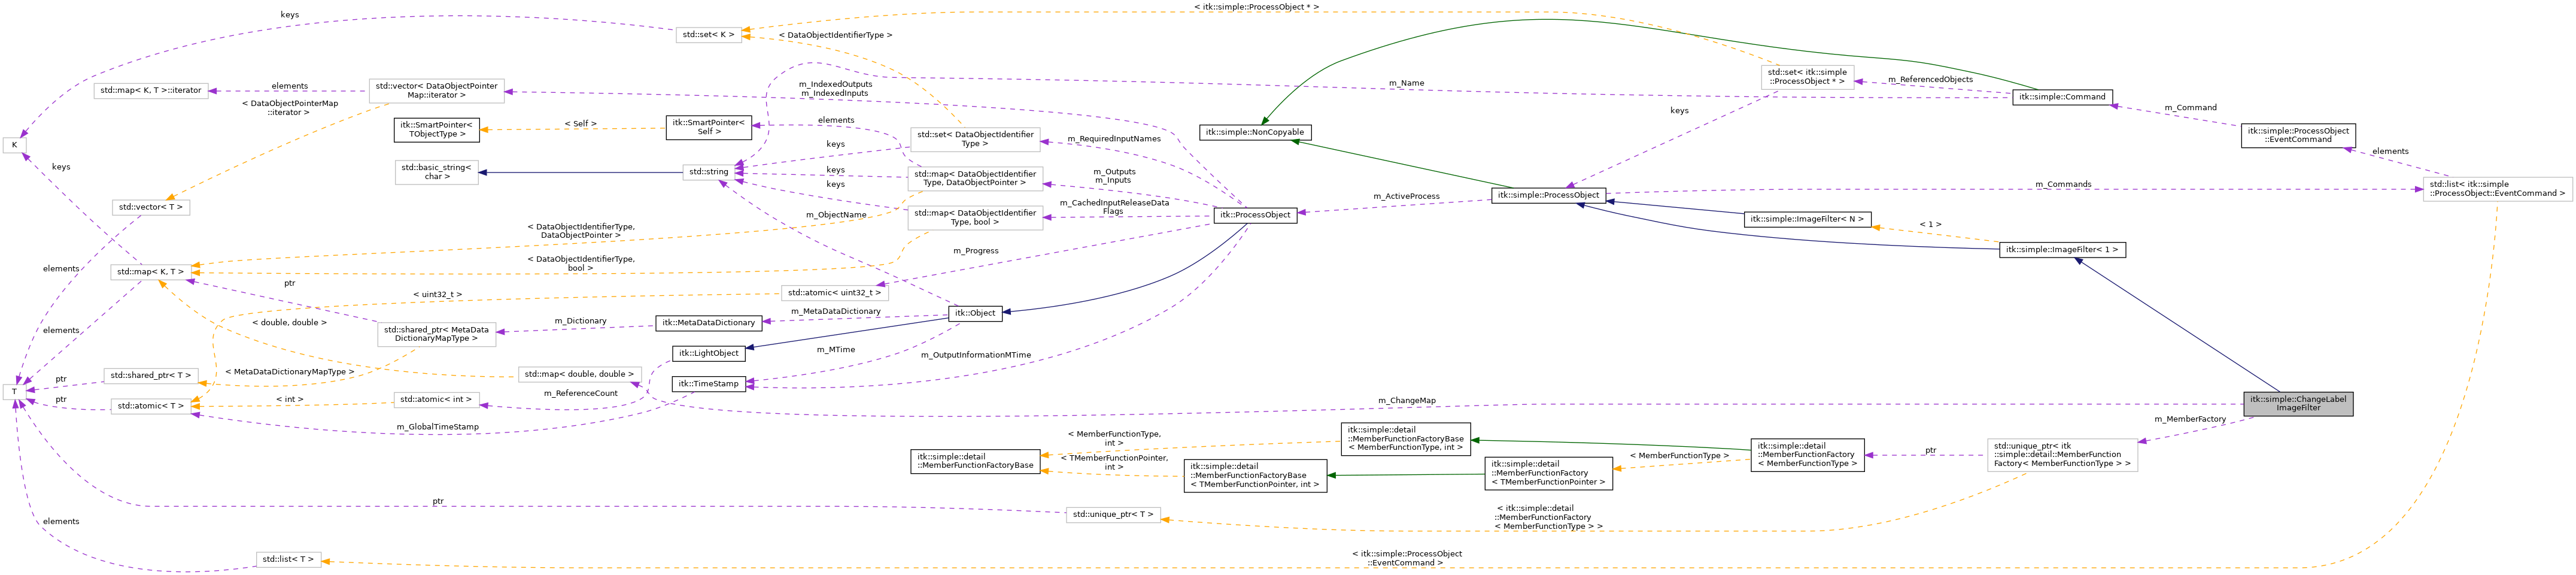 < itk::simple::ProcessObject * >
keys
std::set< K >
< DataObjectIdentifierType >
std::set< itk::simple
::ProcessObject * >
m_ReferencedObjects
itk::simple::Command
m_Name
m_IndexedOutputs
m_IndexedInputs
elements
std::map< K, T >::iterator
std::vector< DataObjectPointer
Map::iterator >
< DataObjectPointerMap
::iterator >
m_Command
keys
itk::SmartPointer<
TObjectType >
< Self >
itk::SmartPointer<
Self >
elements
std::set< DataObjectIdentifier
Type >
m_RequiredInputNames
itk::simple::NonCopyable
itk::simple::ProcessObject
::EventCommand
elements
K
keys
keys
std::basic_string<
char >
std::string
keys
std::map< DataObjectIdentifier
Type, DataObjectPointer >
m_Outputs
m_Inputs
m_Commands
std::list< itk::simple
::ProcessObject::EventCommand >
keys
m_ActiveProcess
itk::simple::ProcessObject
std::vector< T >
m_ObjectName
std::map< DataObjectIdentifier
Type, bool >
m_CachedInputReleaseData
Flags
itk::ProcessObject
itk::simple::ImageFilter< N >
< 1 >
< DataObjectIdentifierType,
DataObjectPointer >
m_Progress
itk::simple::ImageFilter< 1 >
elements
std::map< K, T >
< DataObjectIdentifierType,
bool >
ptr
< uint32_t >
std::atomic< uint32_t >
elements
< double, double >
std::shared_ptr< MetaData
DictionaryMapType >
m_Dictionary
itk::MetaDataDictionary
m_MetaDataDictionary
itk::Object
m_MTime
m_OutputInformationMTime
itk::LightObject
ptr
std::shared_ptr< T >
< MetaDataDictionaryMapType >
std::map< double, double >
itk::TimeStamp
T
ptr
std::atomic< T >
< int >
std::atomic< int >
m_ReferenceCount
m_ChangeMap
itk::simple::ChangeLabel
ImageFilter
m_GlobalTimeStamp
m_MemberFactory
< MemberFunctionType,
int >
itk::simple::detail
::MemberFunctionFactoryBase
< MemberFunctionType, int >
itk::simple::detail
::MemberFunctionFactoryBase
< TMemberFunctionPointer,
int >
itk::simple::detail
::MemberFunctionFactoryBase
< TMemberFunctionPointer, int >
itk::simple::detail
::MemberFunctionFactory
< TMemberFunctionPointer >
< MemberFunctionType >
itk::simple::detail
::MemberFunctionFactory
< MemberFunctionType >
ptr
std::unique_ptr< itk
::simple::detail::MemberFunction
Factory< MemberFunctionType > >
ptr
std::unique_ptr< T >
< itk::simple::detail
::MemberFunctionFactory
< MemberFunctionType > >
elements
std::list< T >
< itk::simple::ProcessObject
::EventCommand >